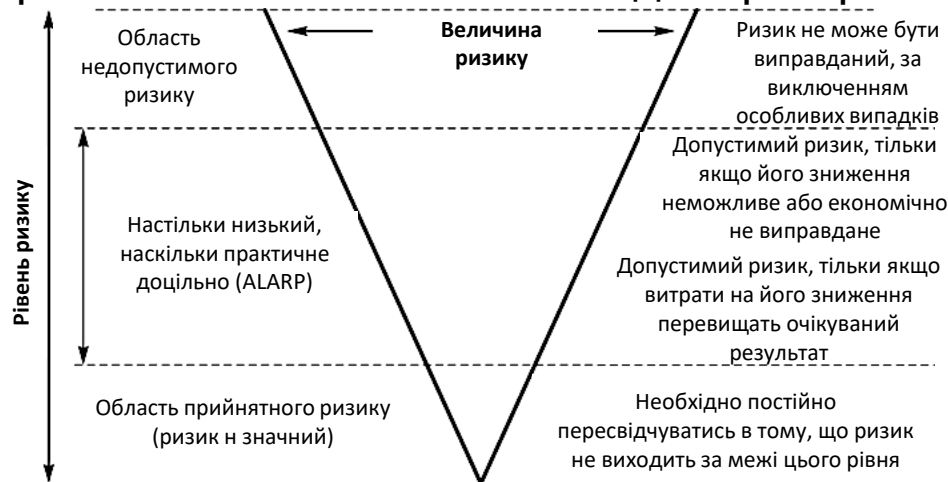 Рівень ризику
Область
недопустимого
ризику
Величина
ризику
Ризик не може бути
виправданий, за
виключенням
особливих випадків
Настільки низький,
наскільки практичне
доцільно (ALARP)
Допустимий ризик, тільки
якщо його зниження
неможливе або економічно
не виправдане
Допустимий ризик, тільки якщо
витрати на його зниження
перевищать очікуваний
результат
Область прийнятного ризику
(ризик н значний)
Необхідно постійно
пересвідчуватись в тому, що ризик
не виходить за межі цього рівня